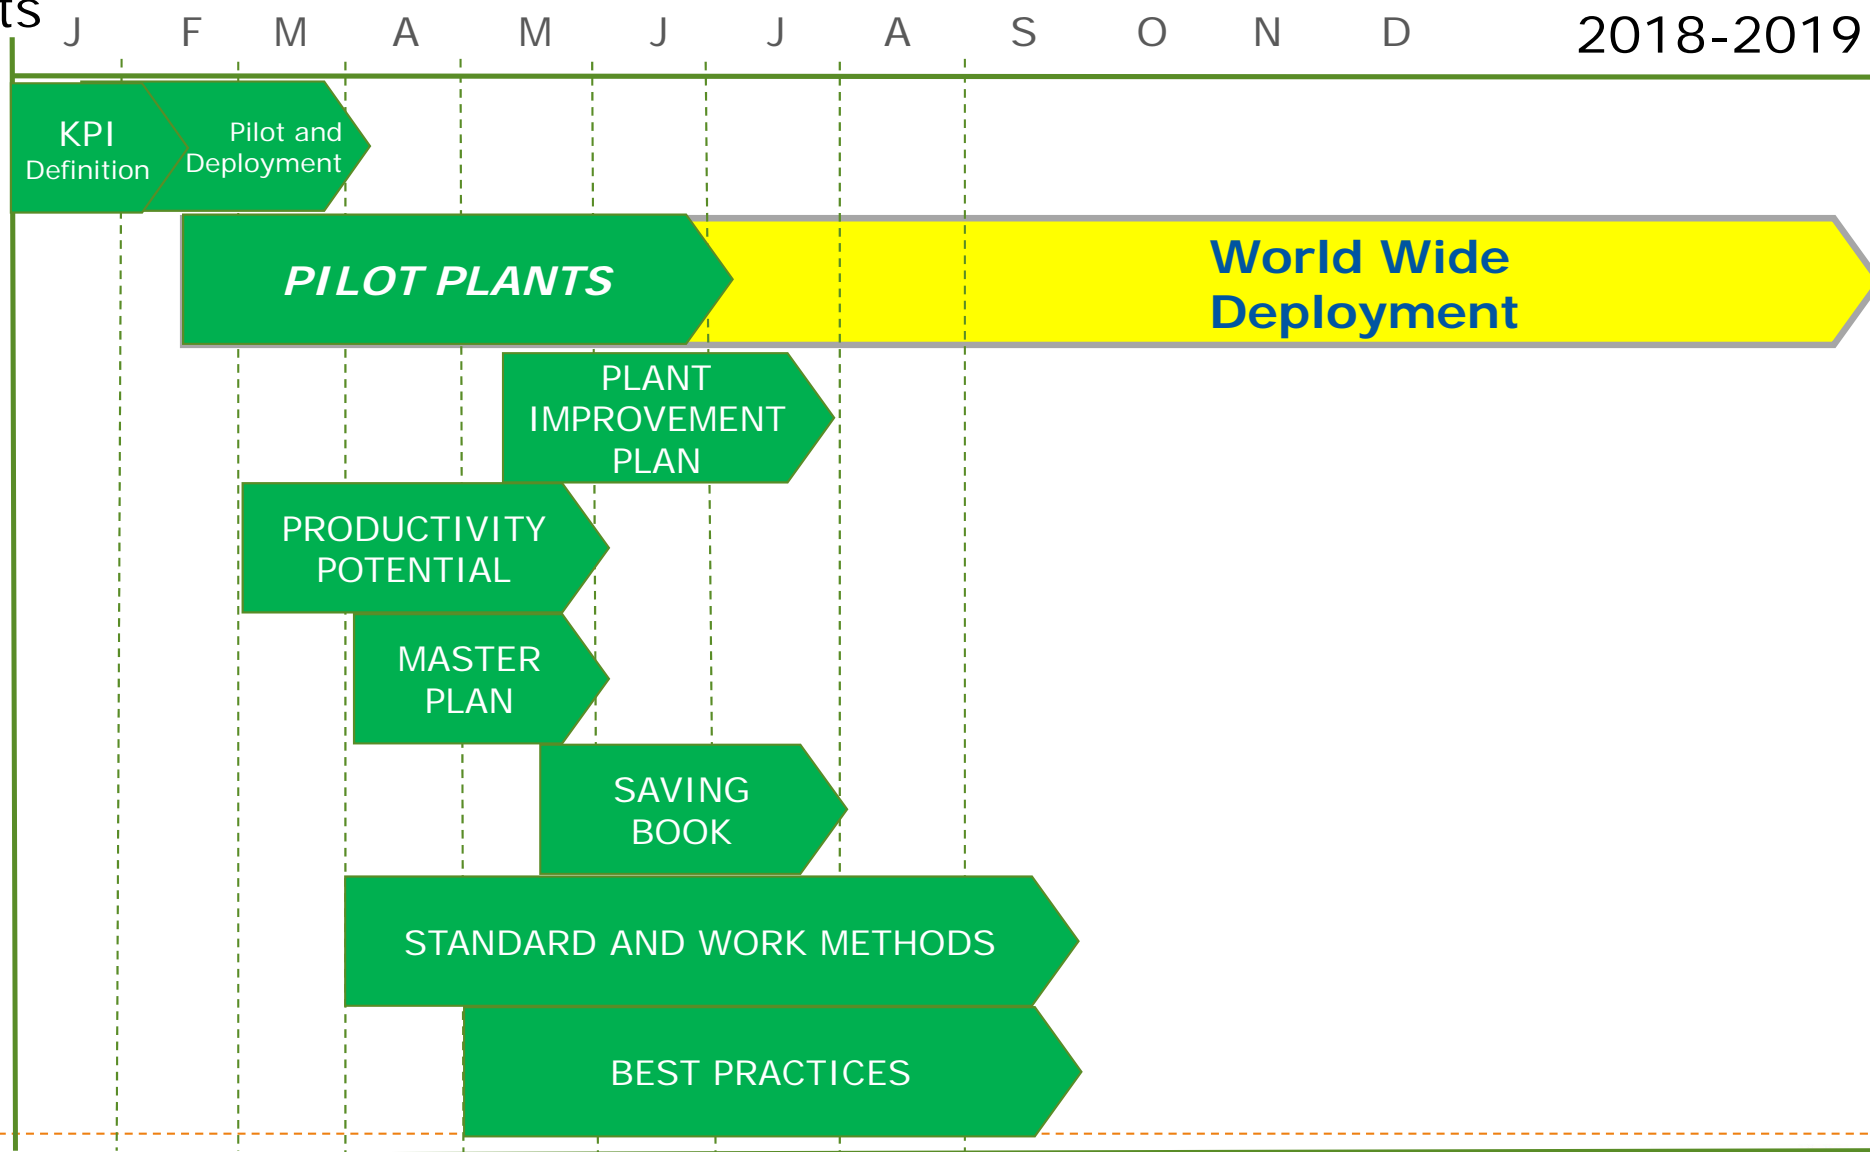 ts
J F M A M J J A S O N D 2018-2019
KPI
Definition
Pilot and
Deployment
PILOT PLANTS
World Wide
Deployment
PLANT
IMPROVEMENT
PLAN
PRODUCTIVITY
POTENTIAL
MASTER
PLAN
SAVING
BOOK
STANDARD AND WORK METHODS
BEST PRACTICES